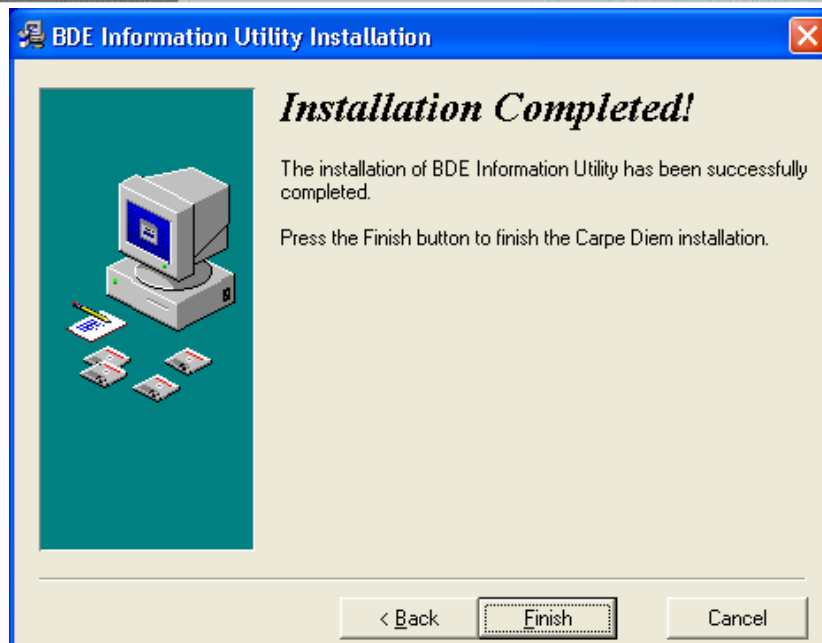 BDE Information Utility Installation
Installation Completed!
The installation of BDE Information Utility has been successfully
completed.
Press the Finish button to finish the Carpe Diem installation.
< Back
Finish
Cancel